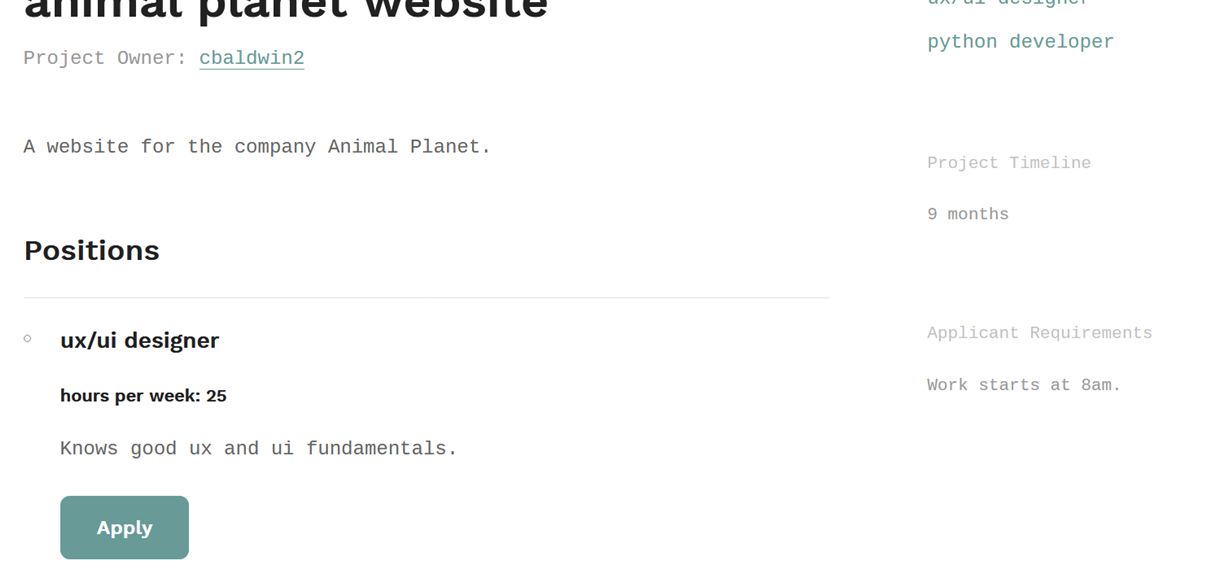 animal planet website
Project Owner: cbaldwin2
A website for the company Animal Planet.
Positions
ux/ui designer
hours per week: 25
Knows good ux and ui fundamentals.
Apply
ux/ui designer
python developer
Project Timeline
9 months
Applicant Requirements
Work starts at 8am.